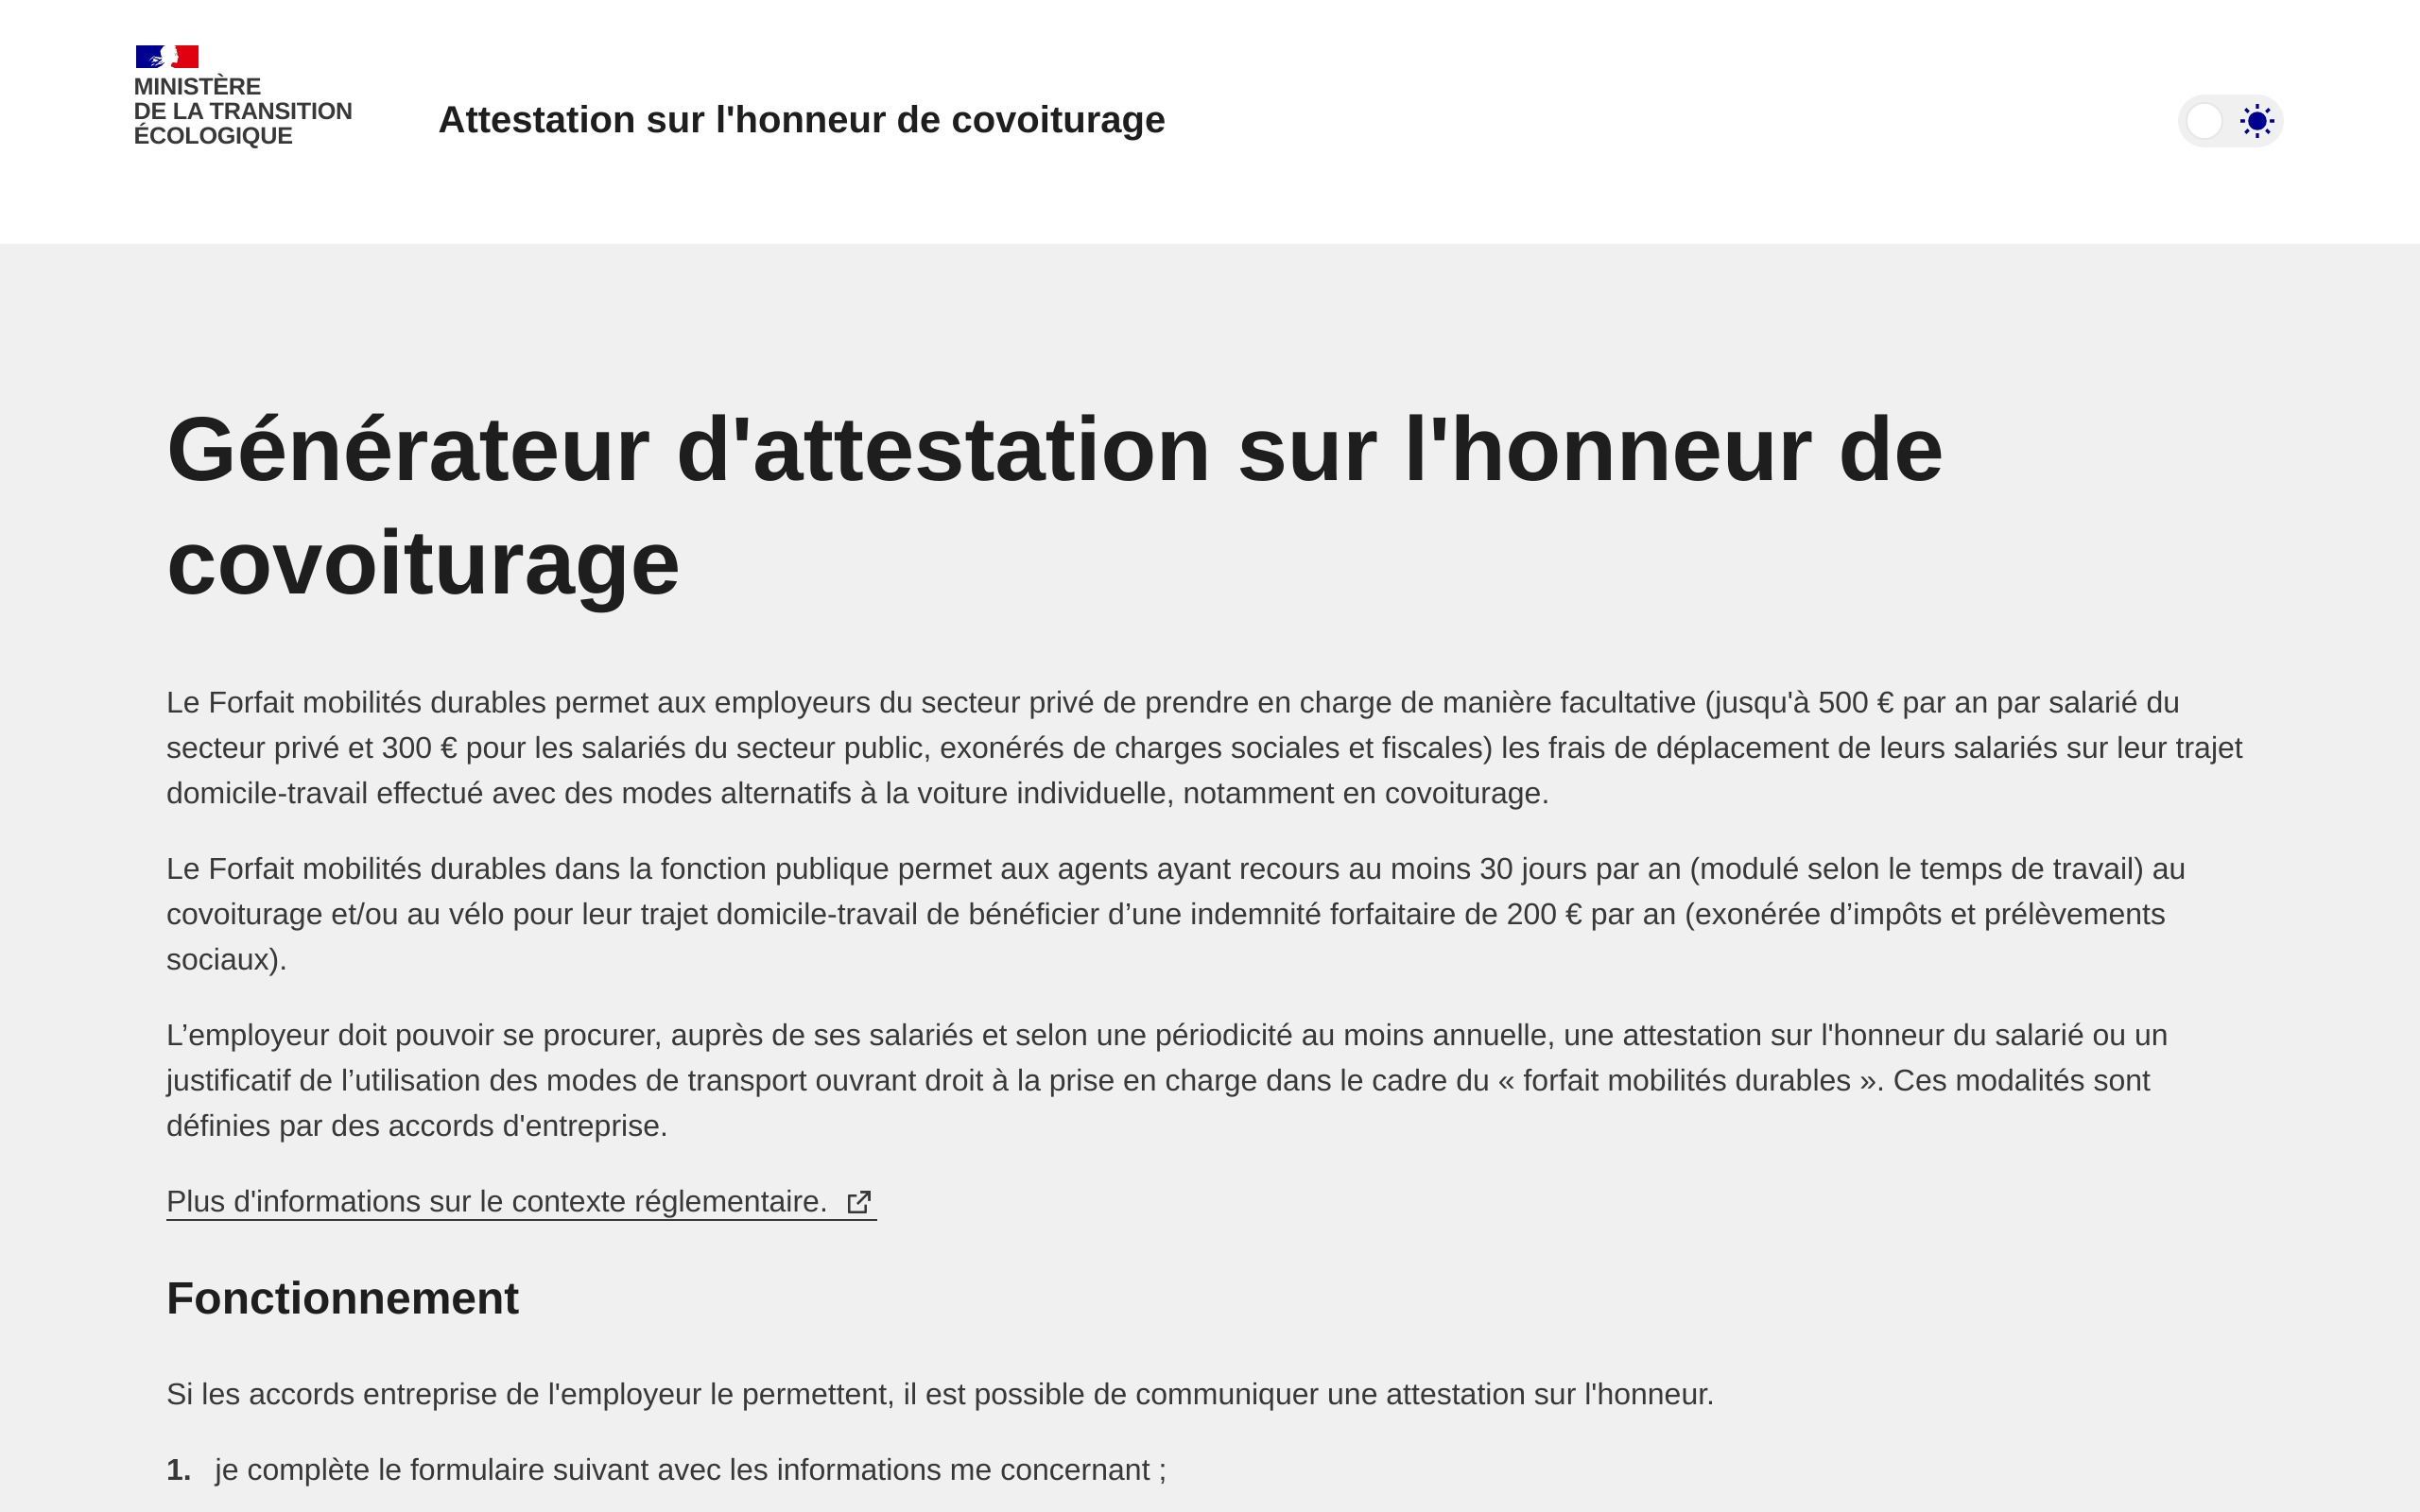 MINISTÈRE
DE LA TRANSITION
ÉCOLOGIQUE
Attestation sur l'honneur de covoiturage
Générateur d'attestation sur l'honneur de
covoiturage
Le Forfait mobilités durables permet aux employeurs du secteur privé de prendre en charge de manière facultative (jusqu'à 500 € par an par salarié du
secteur privé et 300 € pour les salariés du secteur public, exonérés de charges sociales et fiscales) les frais de déplacement de leurs salariés sur leur trajet
domicile-travail effectué avec des modes alternatifs à la voiture individuelle, notamment en covoiturage.
Le Forfait mobilités durables dans la fonction publique permet aux agents ayant recours au moins 30 jours par an (modulé selon le temps de travail) au
covoiturage et/ou au vélo pour leur trajet domicile-travail de bénéficier d’une indemnité forfaitaire de 200 € par an (exonérée d’impôts et prélèvements
sociaux).
L’employeur doit pouvoir se procurer, auprès de ses salariés et selon une périodicité au moins annuelle, une attestation sur l'honneur du salarié ou un
justificatif de l’utilisation des modes de transport ouvrant droit à la prise en charge dans le cadre du « forfait mobilités durables ». Ces modalités sont
définies par des accords d'entreprise.
Plus d'informations sur le contexte réglementaire.
Fonctionnement
Si les accords entreprise de l'employeur le permettent, il est possible de communiquer une attestation sur l'honneur.
1. je complète le formulaire suivant avec les informations me concernant ;